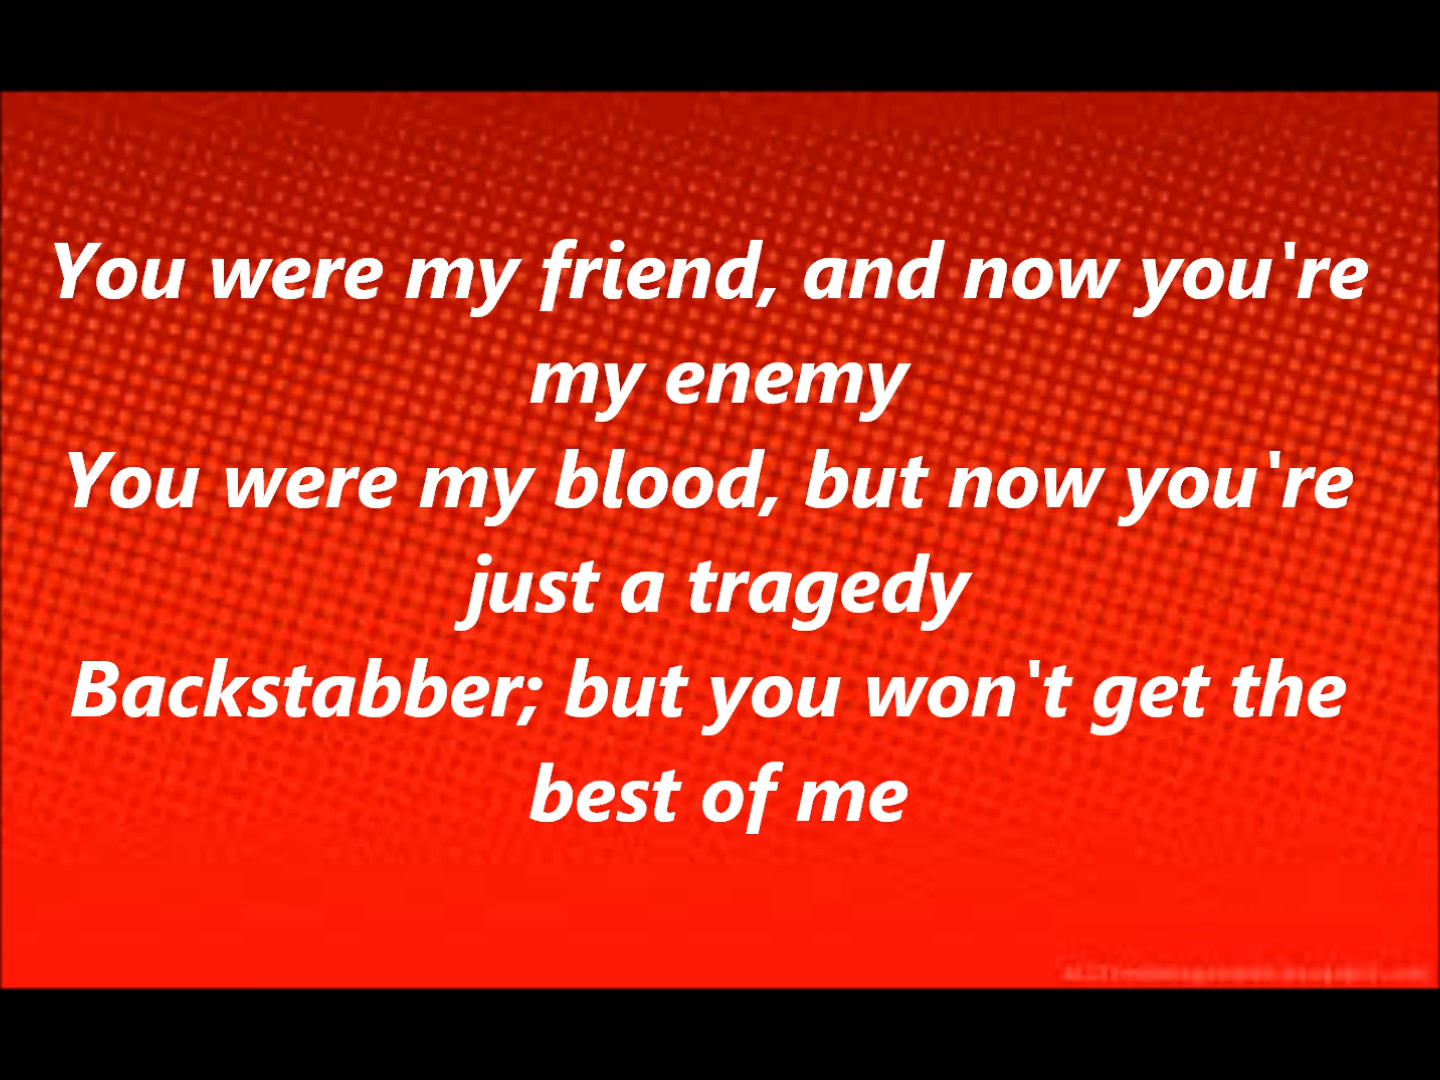 You were my friend, and now you're
my enemy
You were my blood, but now you're
just a tragedy
Backstabber; but you won't get the
best of me